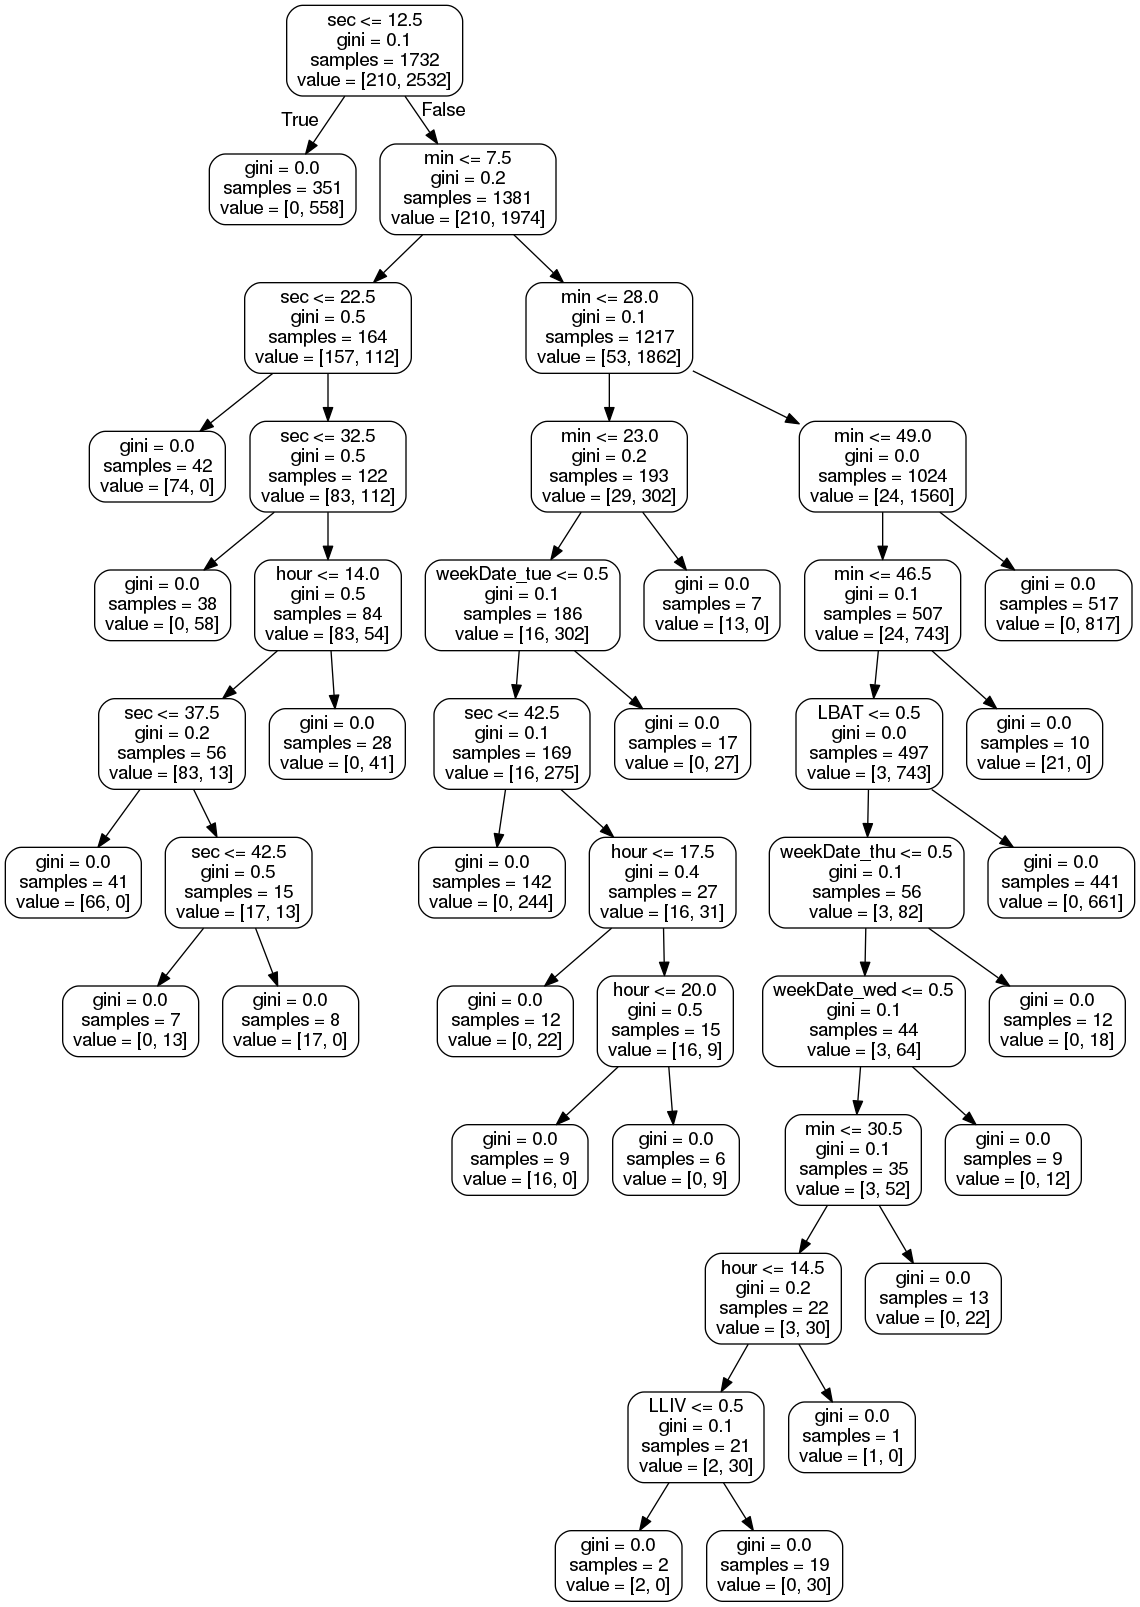 sec <= 12.5
gini = 0.1
samples = 1732
value = [210, 2532]
True
False
gini = 0.0
samples = 351
value = [0, 558]
min <= 7.5
gini = 0.2
samples = 1381
value = [210, 1974]
sec <= 22.5
gini = 0.5
samples = 164
value = [157, 112]
min <= 28.0
gini = 0.1
samples = 1217
value = [53, 1862]
gini = 0.0
samples = 42
value = [74, 0]
sec <= 32.5
gini = 0.5
samples = 122
value = [83, 112]
min <= 23.0
gini = 0.2
samples = 193
value = [29, 302]
min <= 49.0
gini = 0.0
samples = 1024
value = [24, 1560]
gini = 0.0
samples = 38
value = [0, 58]
hour <= 14.0
gini = 0.5
samples = 84
value = [83, 54]
weekDate_tue <= 0.5
gini = 0.1
samples = 186
value = [16, 302]
gini = 0.0
samples = 7
value = [13, 0]
min <= 46.5
gini = 0.1
samples = 507
value = [24, 743]
gini = 0.0
samples = 517
value = [0, 817]
sec <= 37.5
gini = 0.2
samples = 56
value = [83, 13]
gini = 0.0
samples = 28
value = [0, 41]
sec <= 42.5
gini = 0.1
samples = 169
value = [16, 275]
gini = 0.0
samples = 17
value = [0, 27]
LBAT <= 0.5
gini = 0.0
samples = 497
value = [3, 743]
gini = 0.0
samples = 10
value = [21, 0]
gini = 0.0
samples = 41
value = [66, 0]
sec <= 42.5
gini = 0.5
samples = 15
value = [17, 13]
gini = 0.0
samples = 142
value = [0, 244]
hour <= 17.5
gini = 0.4
samples = 27
value = [16, 31]
weekDate_thu <= 0.5
gini = 0.1
samples = 56
value = [3, 82]
gini = 0.0
samples = 441
value = [0, 661]
gini = 0.0
samples = 7
value = [0, 13]
gini = 0.0
samples = 8
value = [17, 0]
gini = 0.0
samples = 12
value = [0, 22]
hour <= 20.0
gini = 0.5
samples = 15
value = [16, 9]
weekDate_wed <= 0.5
gini = 0.1
samples = 44
value = [3, 64]
gini = 0.0
samples = 12
value = [0, 18]
gini = 0.0
samples = 9
value = [16, 0]
gini = 0.0
samples = 6
value = [0, 9]
min <= 30.5
gini = 0.1
samples = 35
value = [3, 52]
gini = 0.0
samples = 9
value = [0, 12]
hour <= 14.5
gini = 0.2
samples = 22
value = [3, 30]
gini = 0.0
samples = 13
value = [0, 22]
LLIV <= 0.5
gini = 0.1
samples = 21
value = [2, 30]
gini = 0.0
samples = 1
value = [1, 0]
gini = 0.0
samples = 2
value = [2, 0]
gini = 0.0
samples = 19
value = [0, 30]